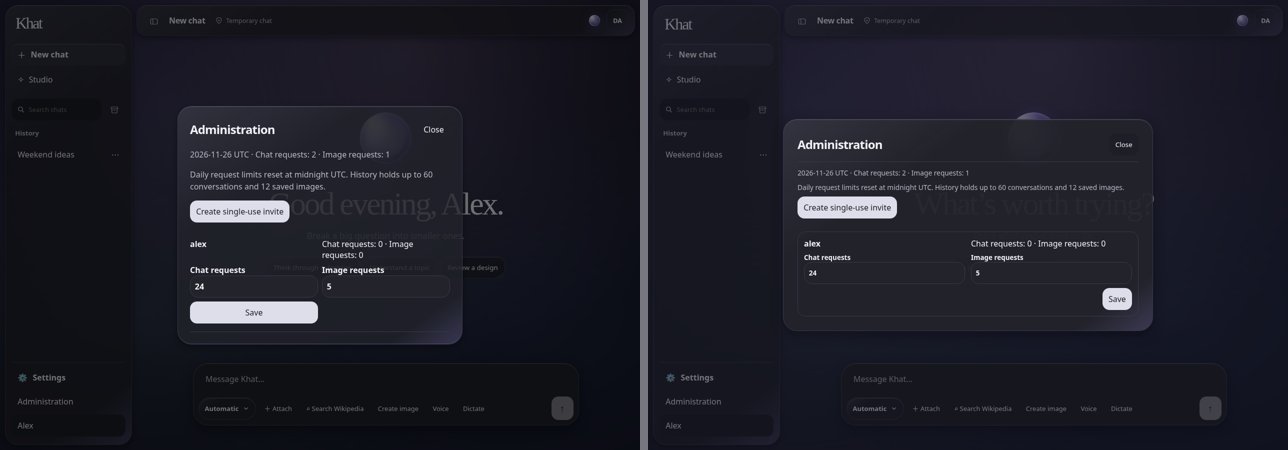 Khat
New chat
Temporary chat
DA
+ New chat
Studio
Search chats
History
Weekend ideas
Administration
Close
2026-11-26 UTC · Chat requests: 2 · Image requests: 1
Daily request limits reset at midnight UTC. History holds up to 60
conversations and 12 saved images.
Create single-use invite
Good evening, Alex.
Break a big question into smaller ones.
alex
Chat requests: 0 · Image
requests: 0
Review a design
Chat requests
Image requests
24
5
Save
Message Khat...
Automatic
+ Attach
Search Wikipedia
Create image
Voice
Dictate
Settings
Administration
Alex
Khat
New chat
Temporary chat
DA
+ New chat
Studio
Search chats
History
Weekend ideas
Administration
Close
2026-11-26 UTC · Chat requests: 2 · Image requests: 1
Daily request limits reset at midnight UTC. History holds up to 60 conversations and 12 saved images.
Create single-use invite
What's worth trying?
alex
Chat requests: 0 · Image requests: 0
Chat requests
Image requests
24
5
Save
Message Khat...
Automatic
+ Attach
Search Wikipedia
Create image
Voice
Dictate
Settings
Administration
Alex